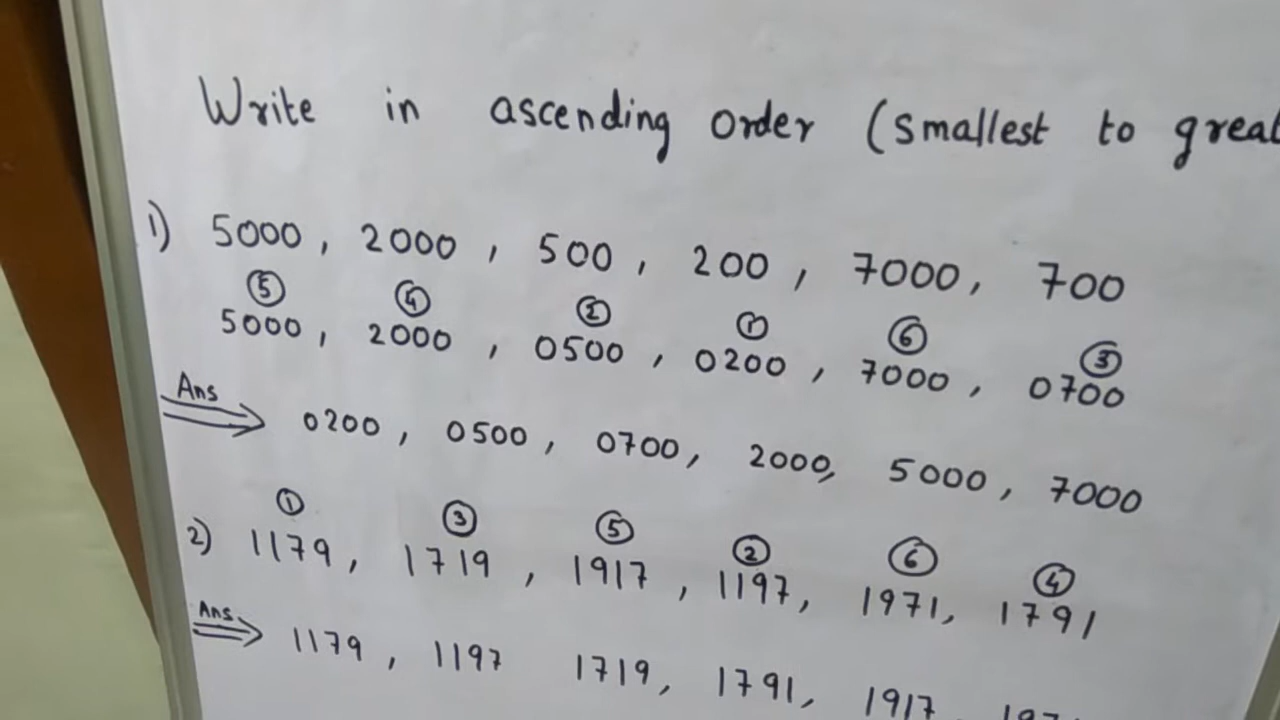 Write in ascending order (smallest to great
1) 5000, 2000, 500, 200, 7000, 700
⑤ ④ ② ① ⑥ ③
5000, 2000, 0500, 0200, 7000, 0700
Ans
0200, 0500, 0700, 2000, 5000, 7000
① ③ ⑤ ② ⑥ ④
2) 1179, 1719, 1917, 1197, 1971, 1791
Ans
1179, 1197 1719, 1791, 1917